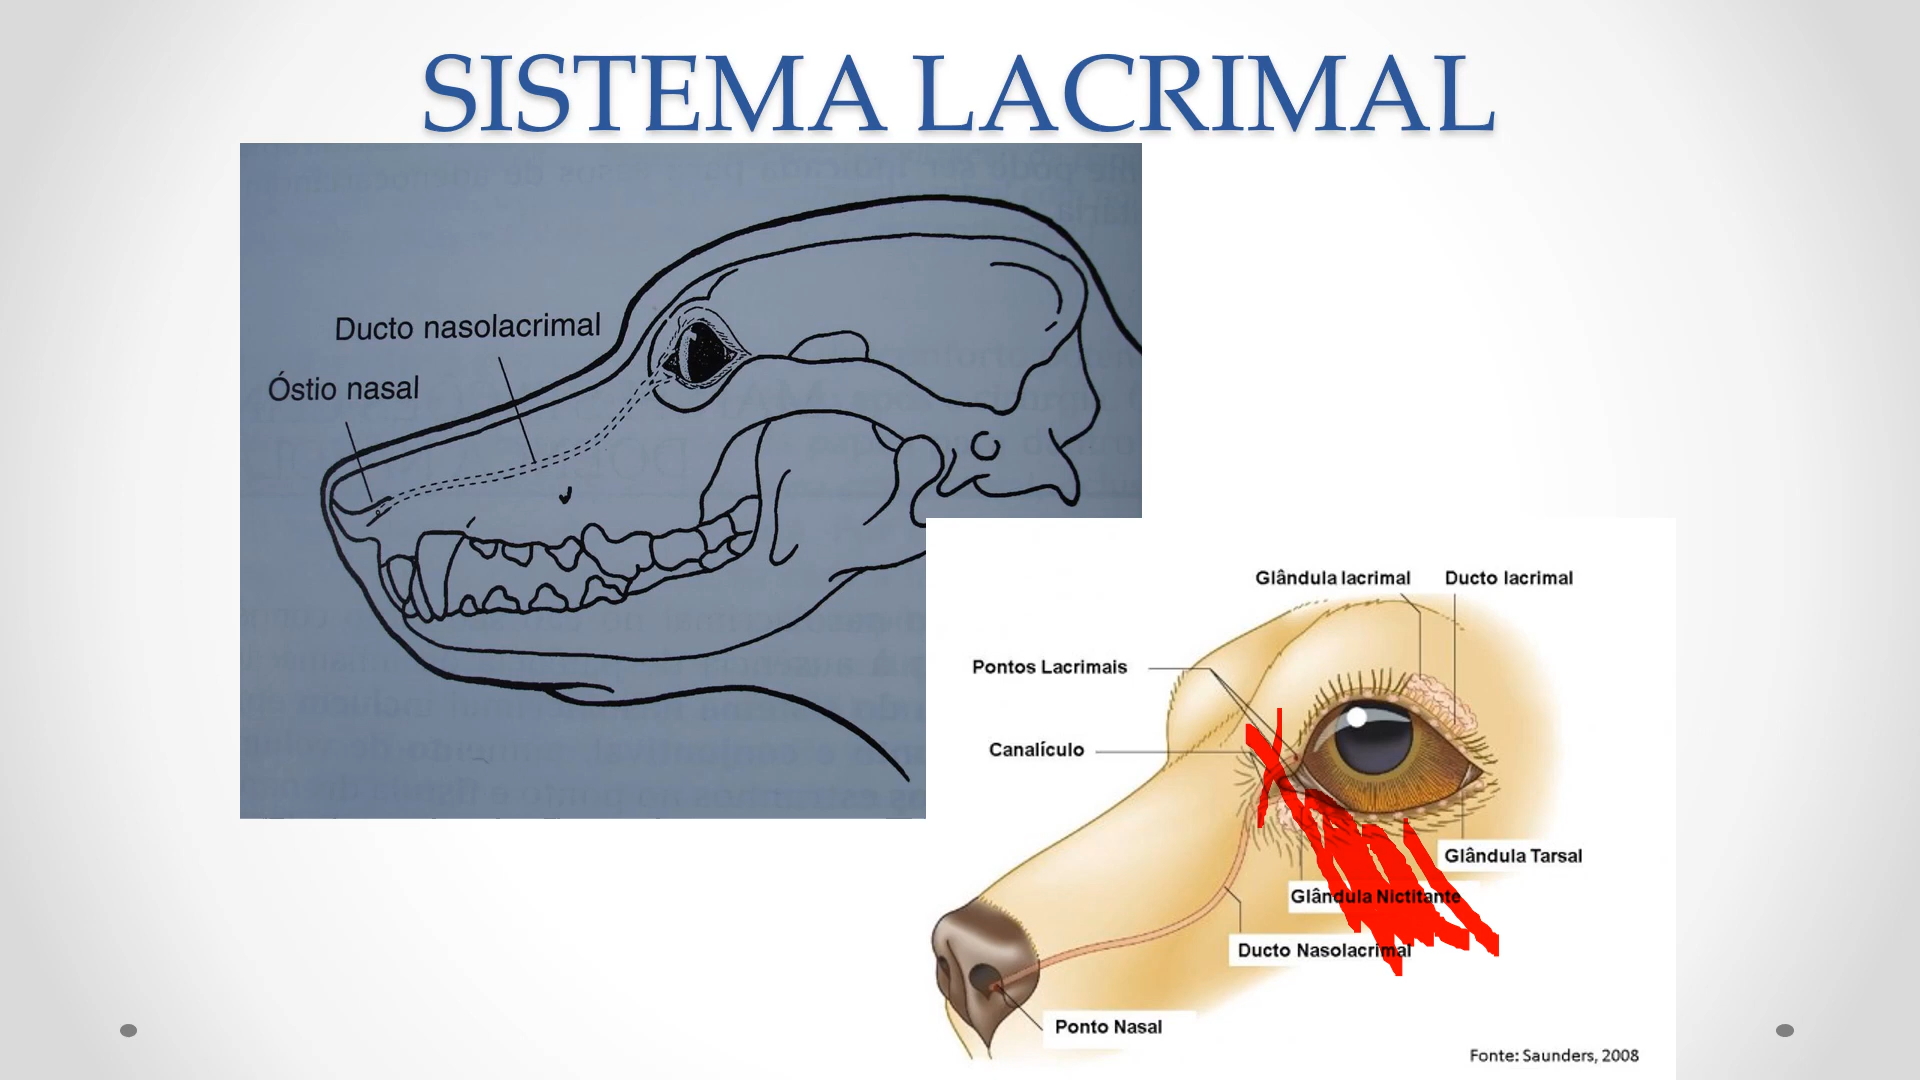 SISTEMA LACRIMAL
Ducto nasolacrimal
Óstio nasal
Glândula lacrimal
Ducto lacrimal
Pontos Lacrimais
Canalículo
Glândula Tarsal
Glândula Nictitante
Ducto Nasolacrimal
Ponto Nasal
Fonte: Saunders, 2008